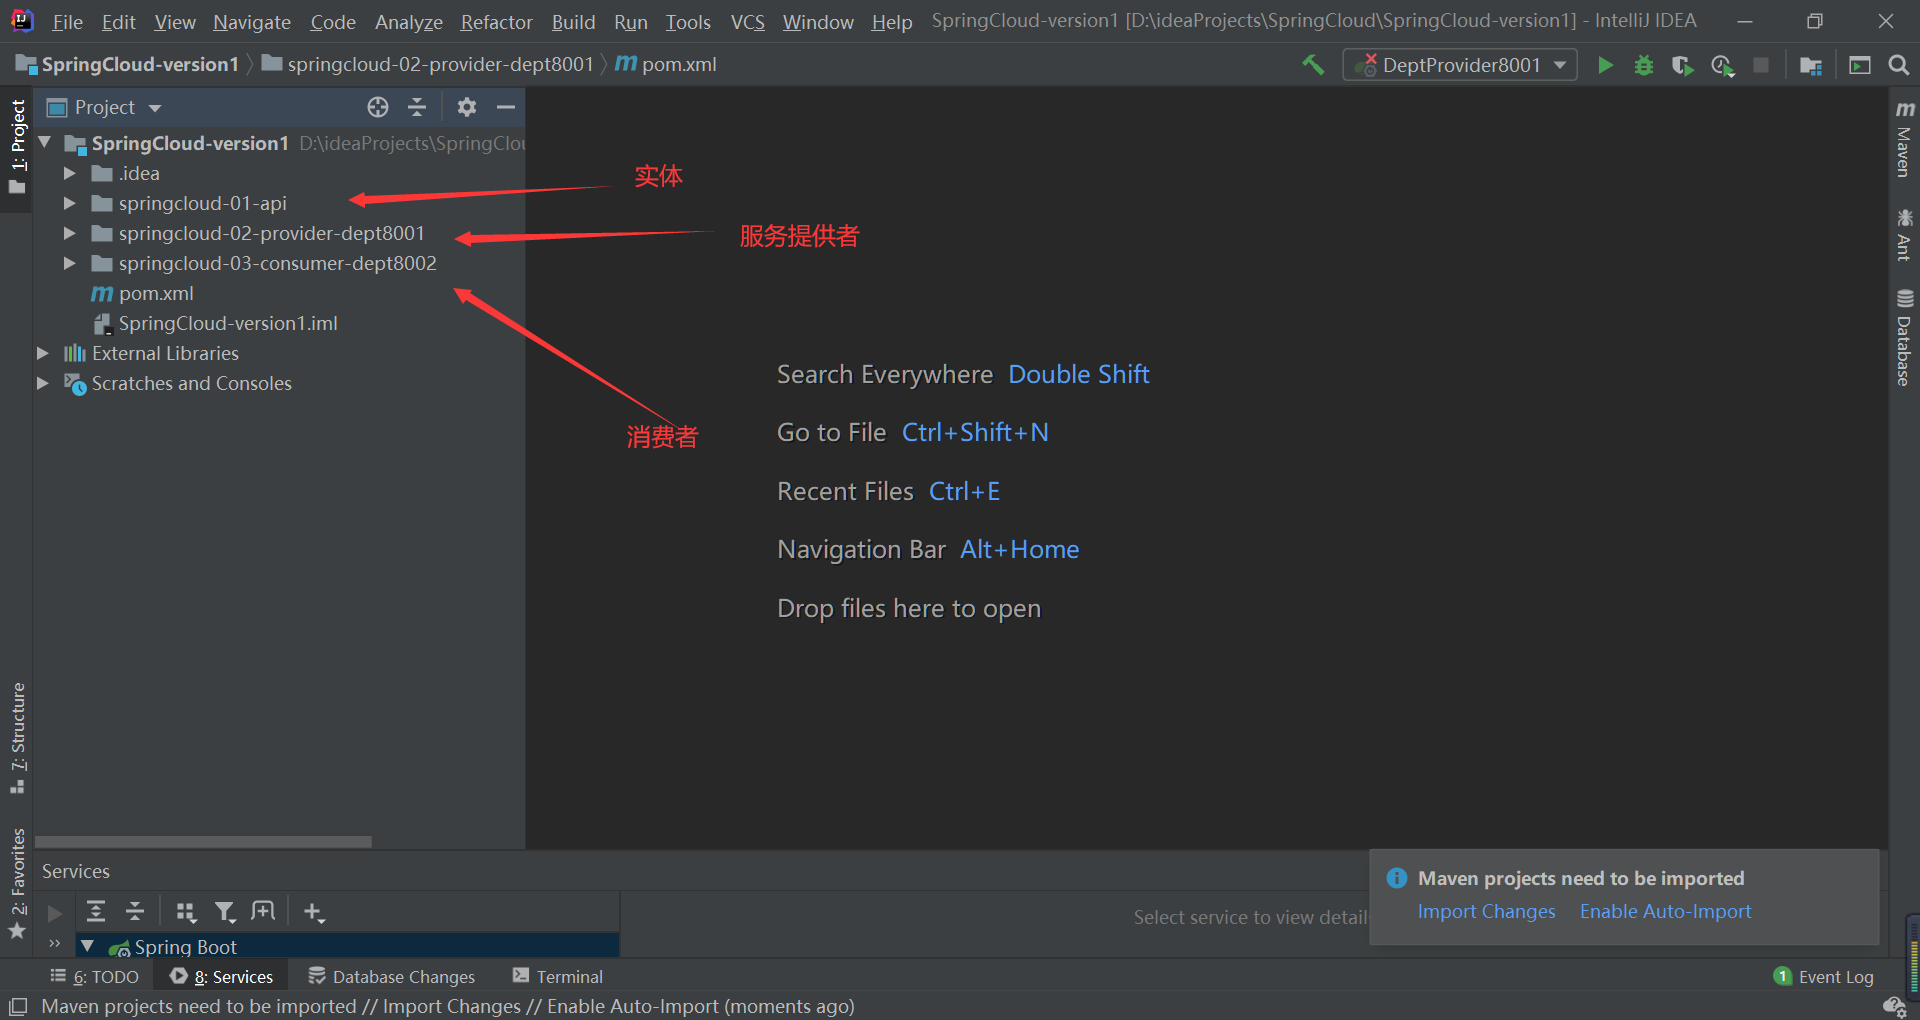 File Edit View Navigate Code Analyze Refactor Build Run Tools VCS Window Help SpringCloud-version1 [D:\ideaProjects\SpringCloud\SpringCloud-version1] - IntelliJ IDEA
SpringCloud-version1 springcloud-02-provider-dept8001 m pom.xml DeptProvider8001
1: Project
Project
SpringCloud-version1 D:\ideaProjects\SpringClou
.idea
springcloud-01-api
springcloud-02-provider-dept8001
springcloud-03-consumer-dept8002
m pom.xml
SpringCloud-version1.iml
External Libraries
Scratches and Consoles
实体
服务提供者
消费者
Search Everywhere Double Shift
Go to File Ctrl+Shift+N
Recent Files Ctrl+E
Navigation Bar Alt+Home
Drop files here to open
m Maven
Ant
Database
7: Structure
2: Favorites
Services
Spring Boot
Select service to view detail
Maven projects need to be imported
Import Changes Enable Auto-Import
6: TODO 8: Services Database Changes Terminal 1 Event Log
Maven projects need to be imported // Import Changes // Enable Auto-Import (moments ago)